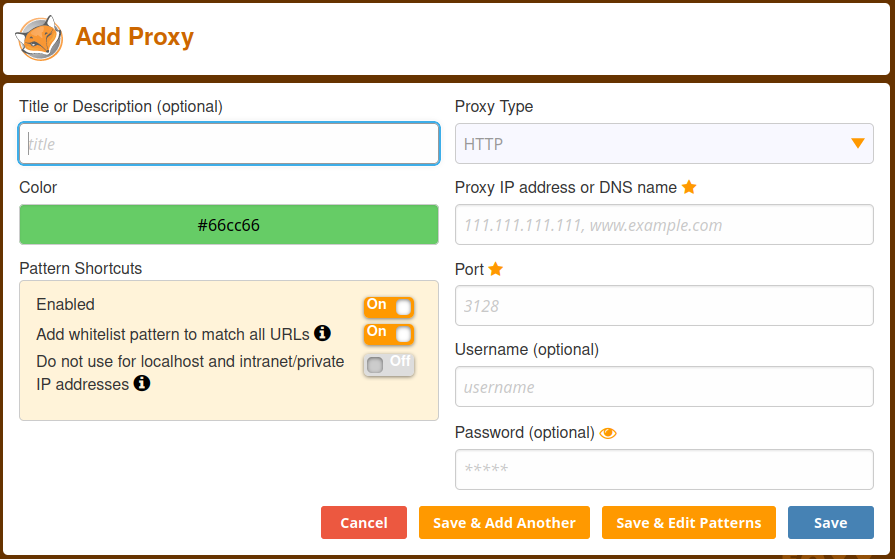 Add Proxy
Title or Description (optional)
title
Color
#66cc66
Pattern Shortcuts
Enabled
On
Add whitelist pattern to match all URLs
On
Do not use for localhost and intranet/private
IP addresses
Off
Proxy Type
HTTP
Proxy IP address or DNS name
111.111.111.111, www.example.com
Port
3128
Username (optional)
username
Password (optional)
*****
Cancel
Save & Add Another
Save & Edit Patterns
Save